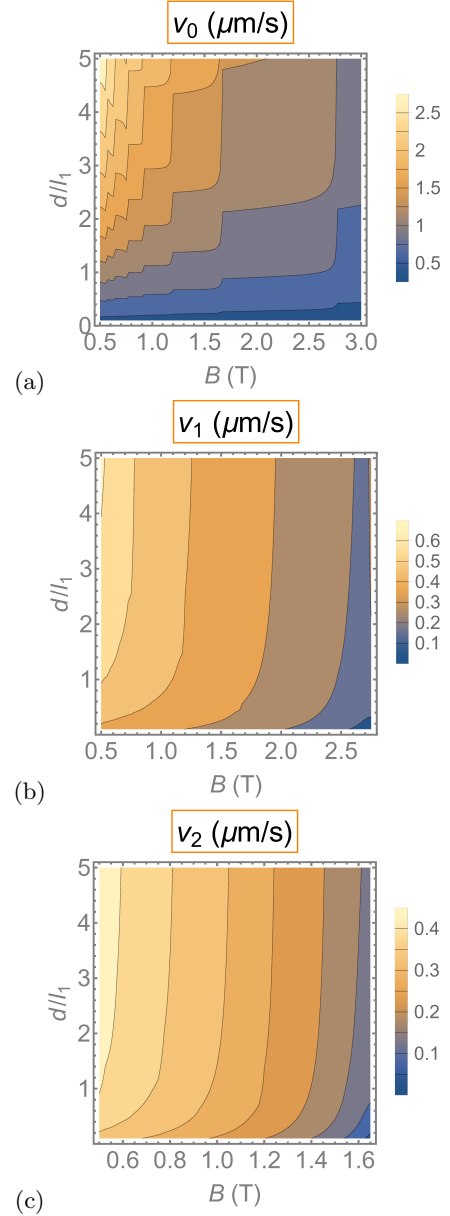 v₀ (μm/s)
5
4
3
2
1
0
d/l₁
0.5 1.0 1.5 2.0 2.5 3.0
B (T)
2.5
2
1.5
1
0.5
(a)
v₁ (μm/s)
5
4
3
2
1
d/l₁
0.5 1.0 1.5 2.0 2.5
B (T)
0.6
0.5
0.4
0.3
0.2
0.1
(b)
v₂ (μm/s)
5
4
3
2
1
d/l₁
0.6 0.8 1.0 1.2 1.4 1.6
B (T)
0.4
0.3
0.2
0.1
(c)